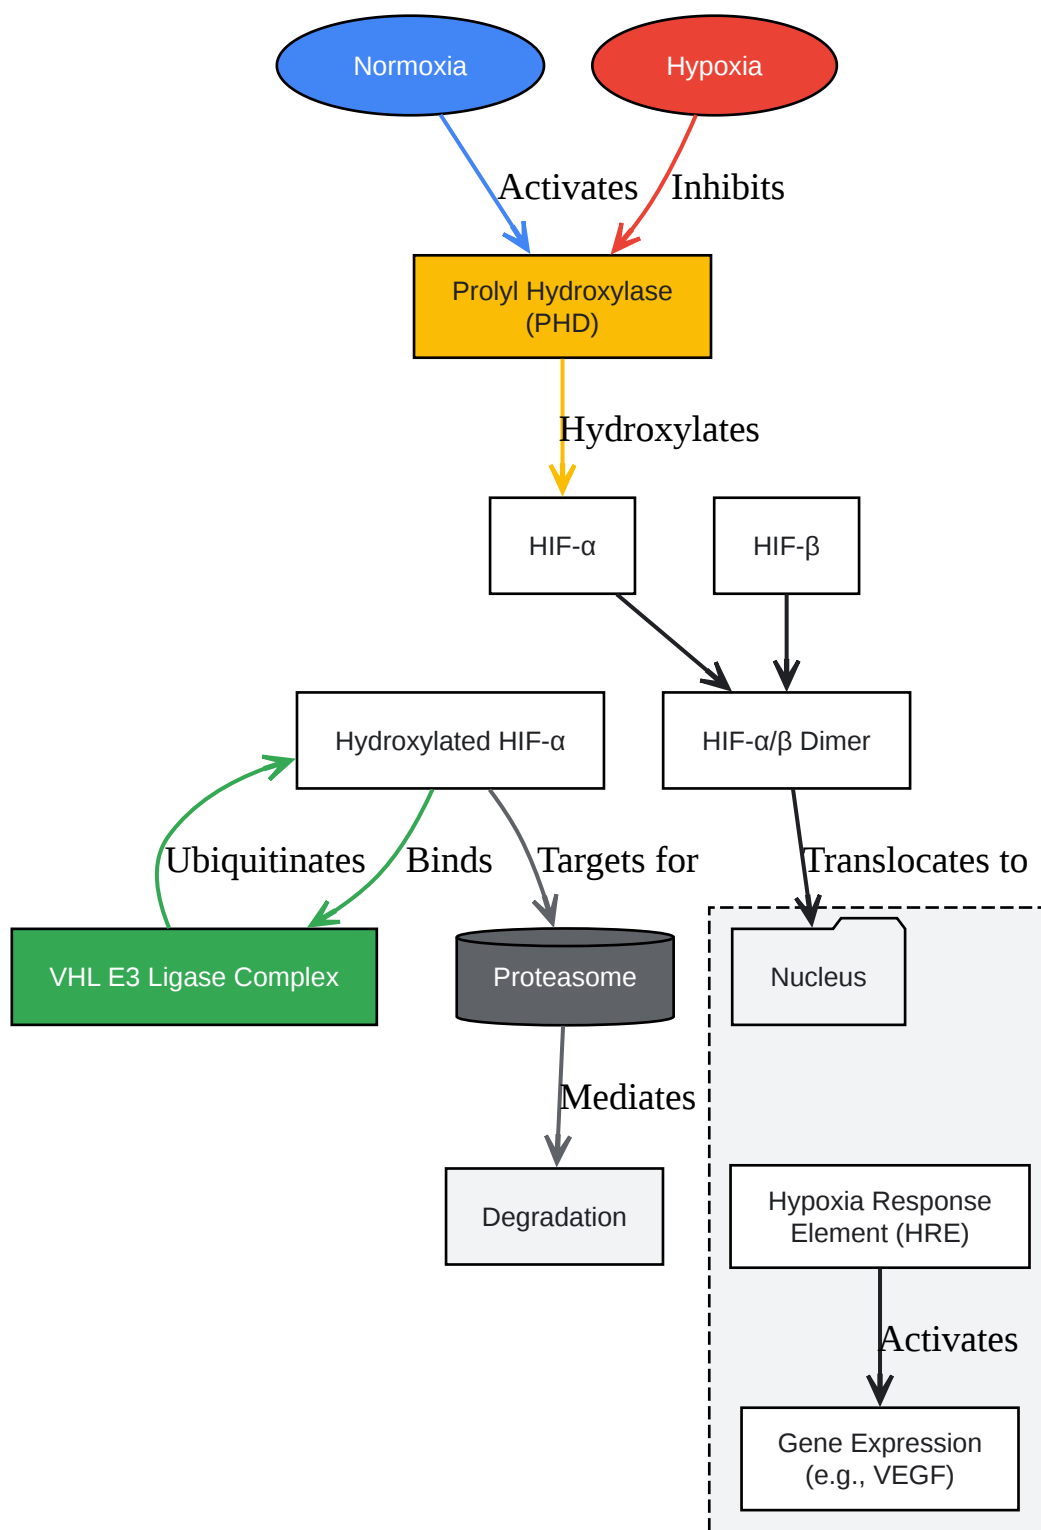 Normoxia
Hypoxia
Activates
Inhibits
Prolyl Hydroxylase
(PHD)
Hydroxylates
HIF-α
HIF-β
Hydroxylated HIF-α
HIF-α/β Dimer
Ubiquitinates
Binds
Targets for
Translocates to
VHL E3 Ligase Complex
Proteasome
Nucleus
Mediates
Degradation
Hypoxia Response
Element (HRE)
Activates
Gene Expression
(e.g., VEGF)